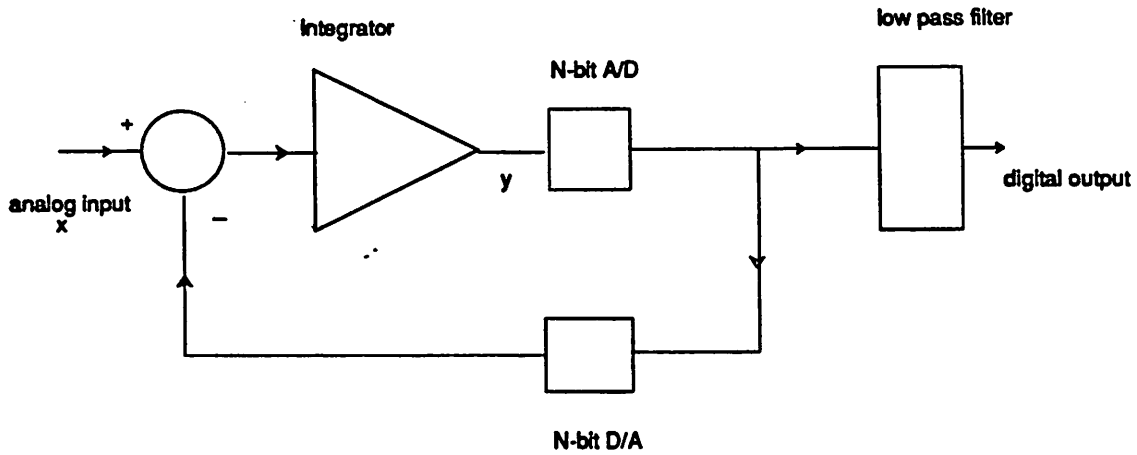 Integrator
low pass filter
N-bit A/D
+
y
digital output
analog input
x
−
N-bit D/A